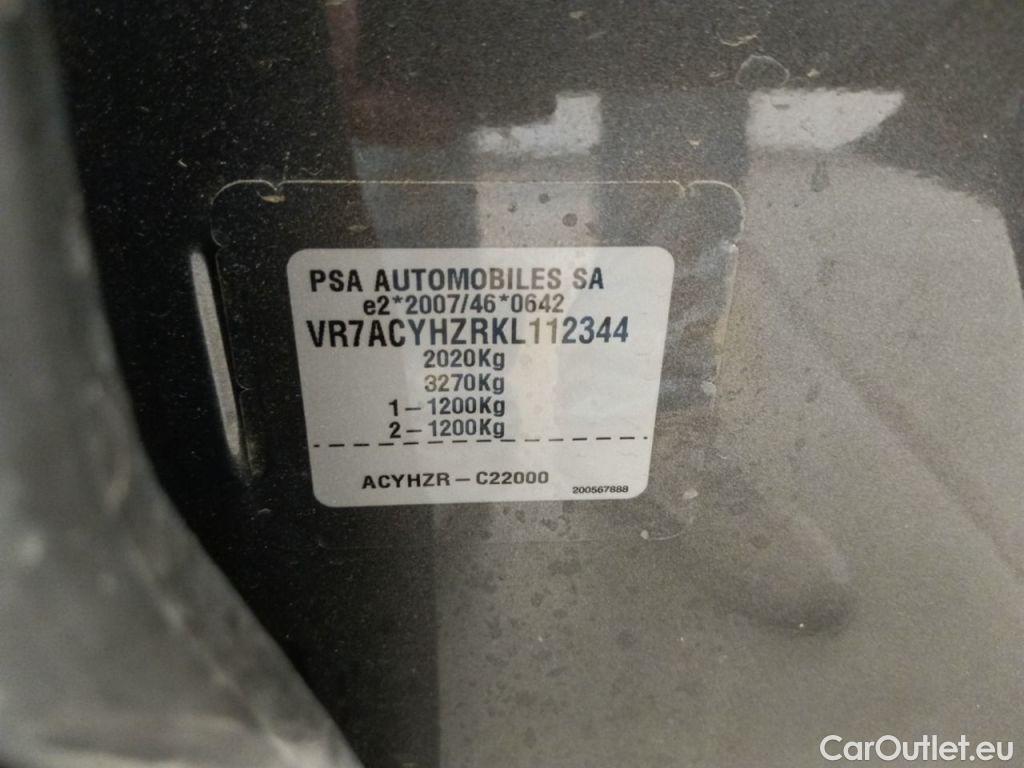 PSA AUTOMOBILES SA
e2*2007/46*0642
VR7ACYHZRKL112344
2020Kg
3270Kg
1-1200Kg
2-1200Kg
ACYHZR-C22000
200567888
CarOutlet.eu